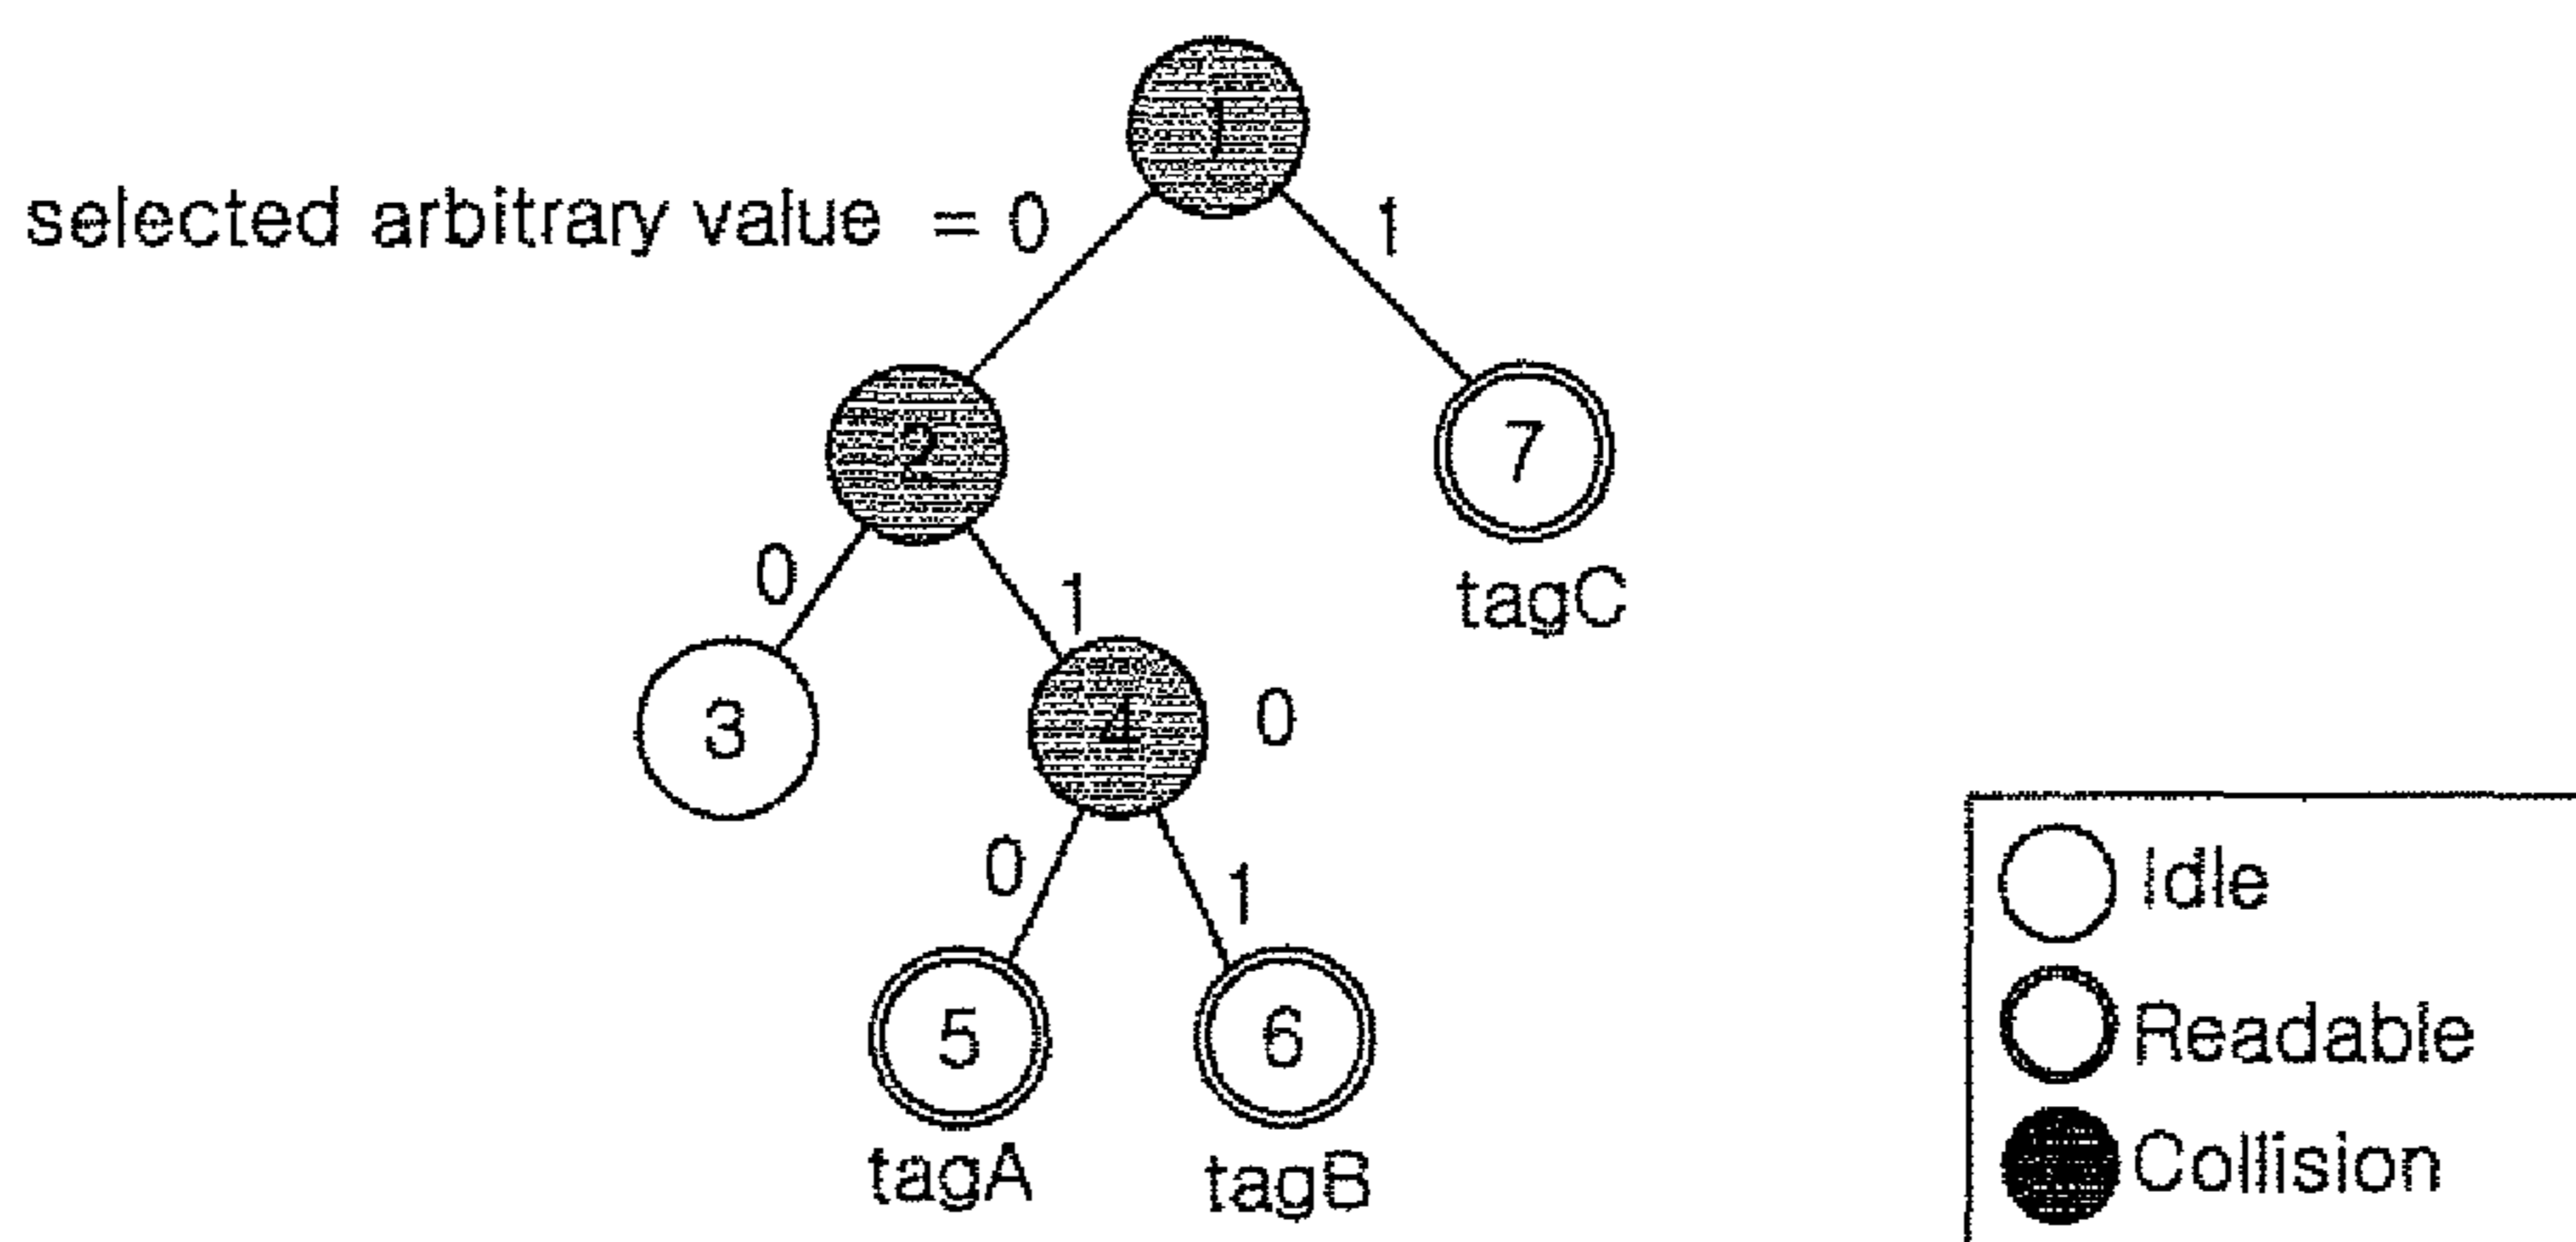 1
selected arbitrary value = 0
1
2
7
0
1
tagC
3
4
0
0
1
5
6
tagA
tagB
Idle
Readable
Collision